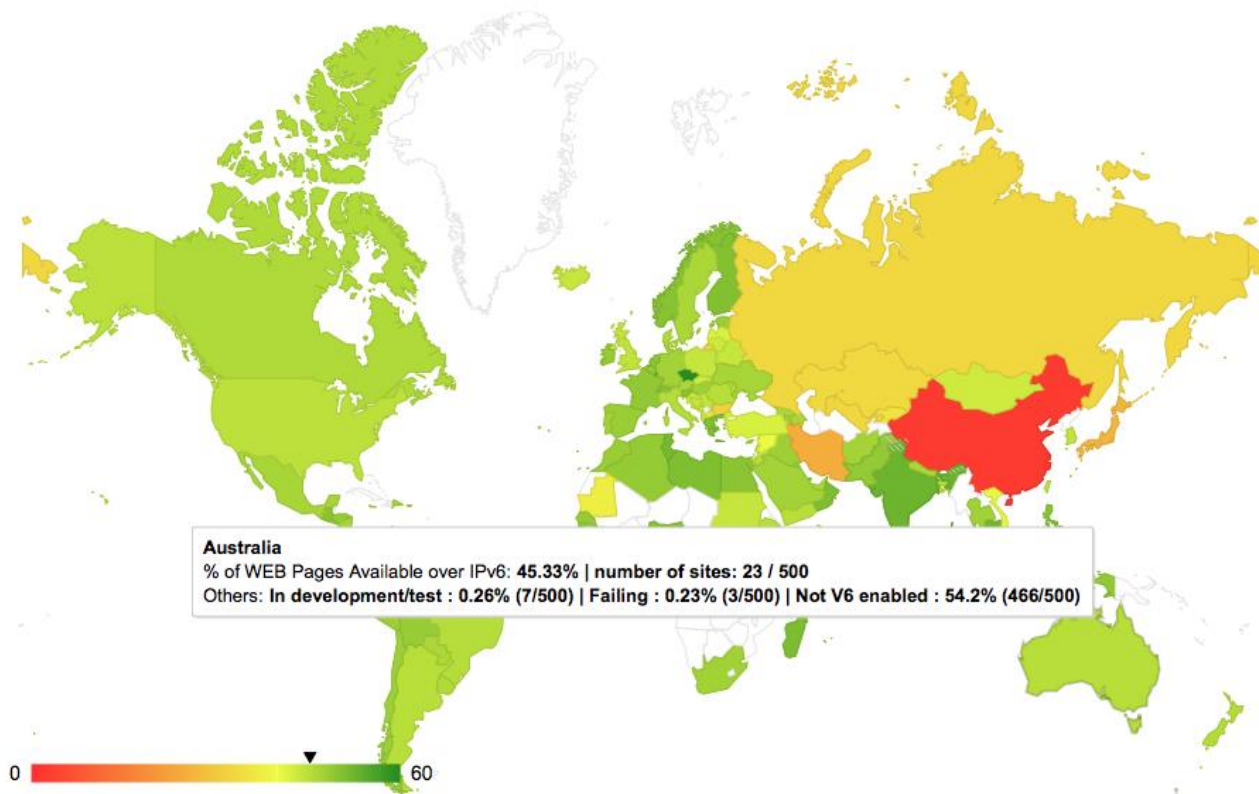 Australia
% of WEB Pages Available over IPv6: 45.33% | number of sites: 23 / 500
Others: In development/test : 0.26% (7/500) | Failing : 0.23% (3/500) | Not V6 enabled : 54.2% (466/500)
0 60